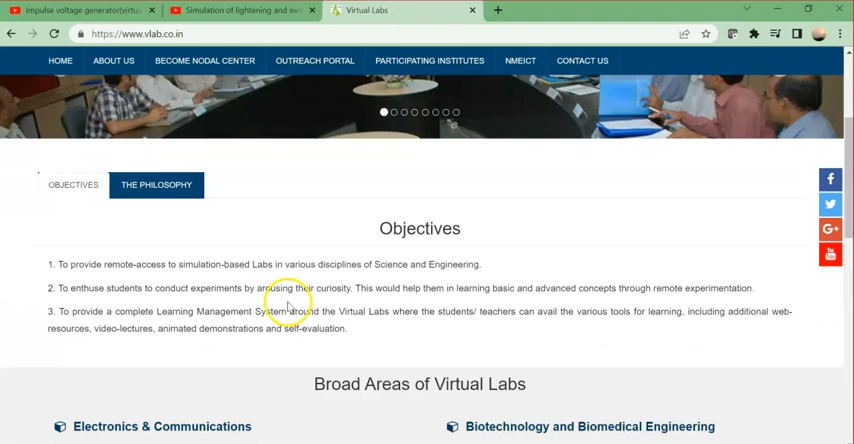 Impulse voltage generator(virtua
Simulation of lightening and swi
Virtual Labs
https://www.vlab.co.in
HOME ABOUT US BECOME NODAL CENTER OUTREACH PORTAL PARTICIPATING INSTITUTES NMEICT CONTACT US
OBJECTIVES THE PHILOSOPHY
Objectives
1. To provide remote-access to simulation-based Labs in various disciplines of Science and Engineering.
2. To enthuse students to conduct experiments by arousing their curiosity. This would help them in learning basic and advanced concepts through remote experimentation.
3. To provide a complete Learning Management System around the Virtual Labs where the students/ teachers can avail the various tools for learning, including additional web-
resources, video-lectures, animated demonstrations and self-evaluation.
Broad Areas of Virtual Labs
Electronics & Communications
Biotechnology and Biomedical Engineering
G+
You Tube